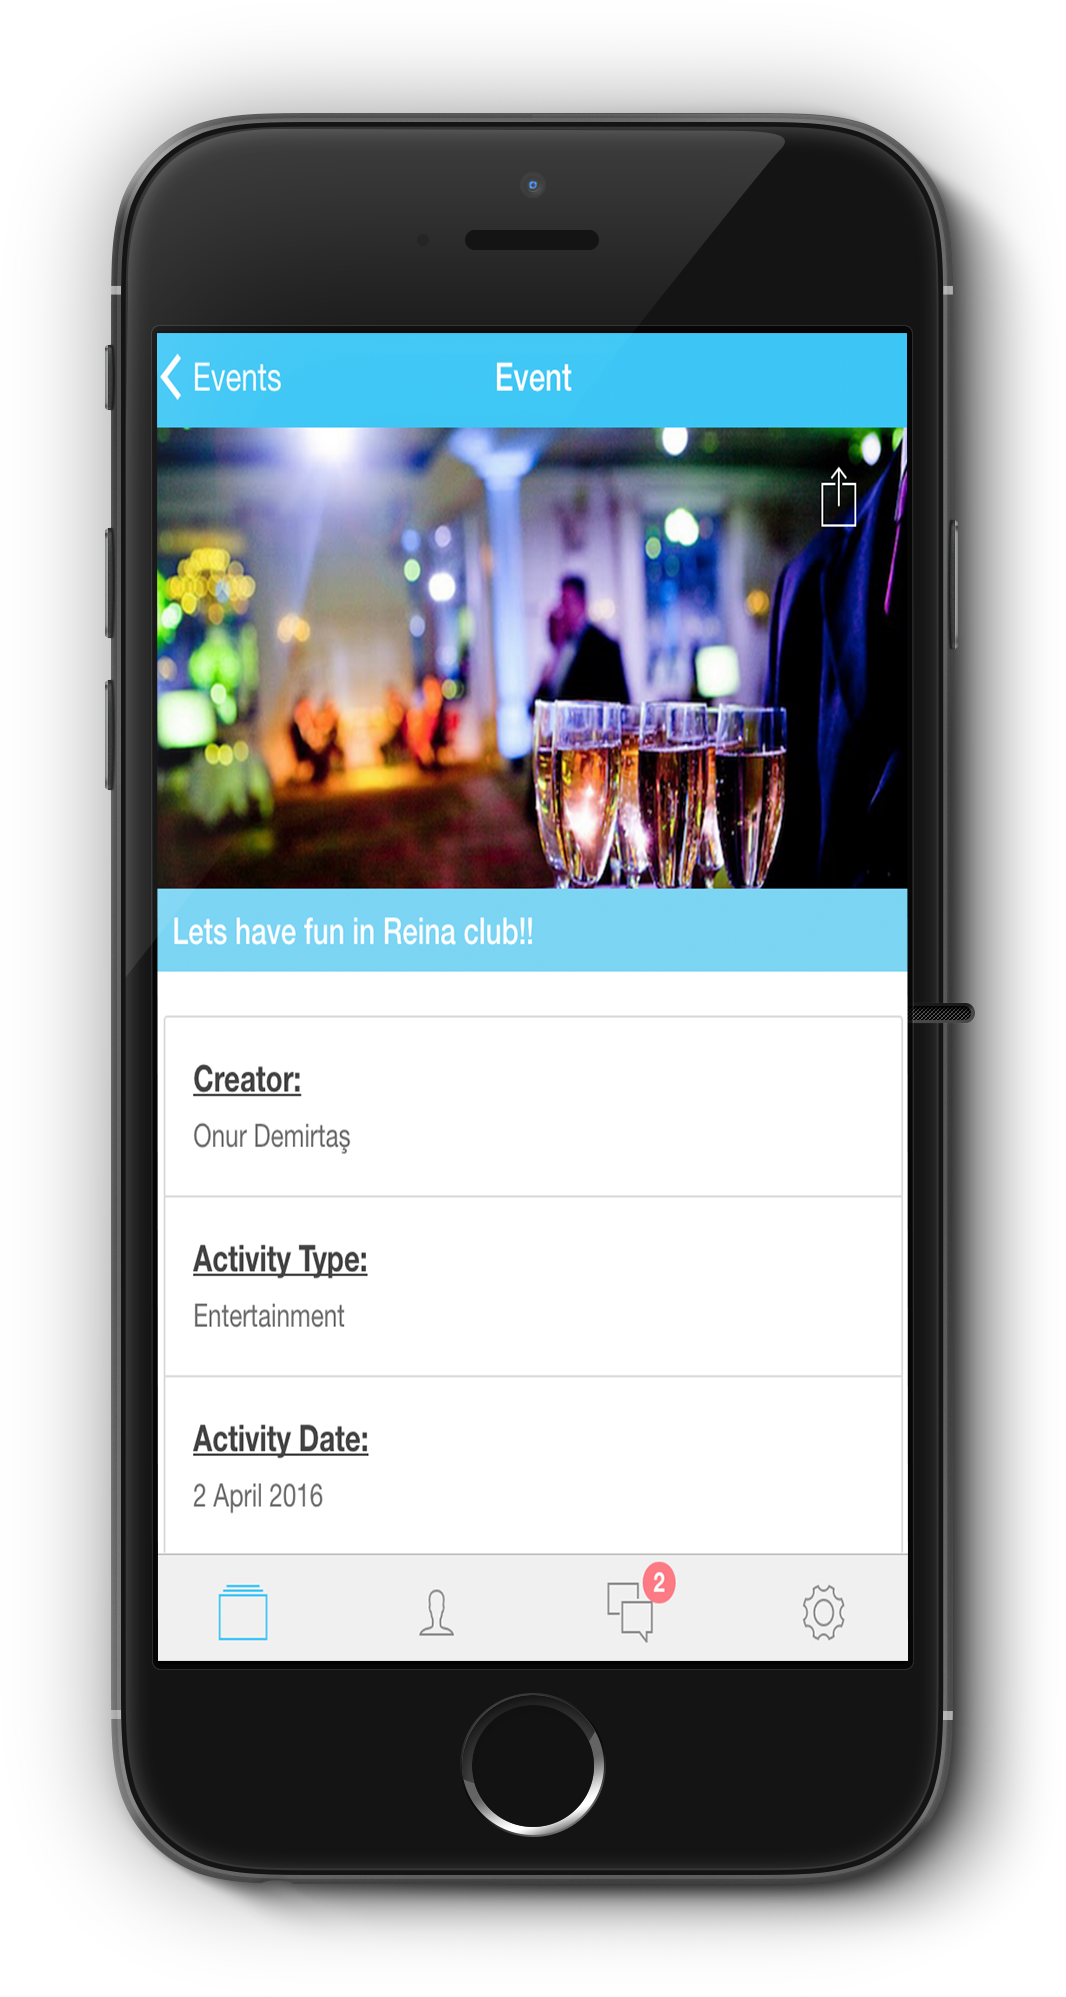 Events
Event
Lets have fun in Reina club!!
Creator:
Onur Demirtaş
Activity Type:
Entertainment
Activity Date:
2 April 2016
2